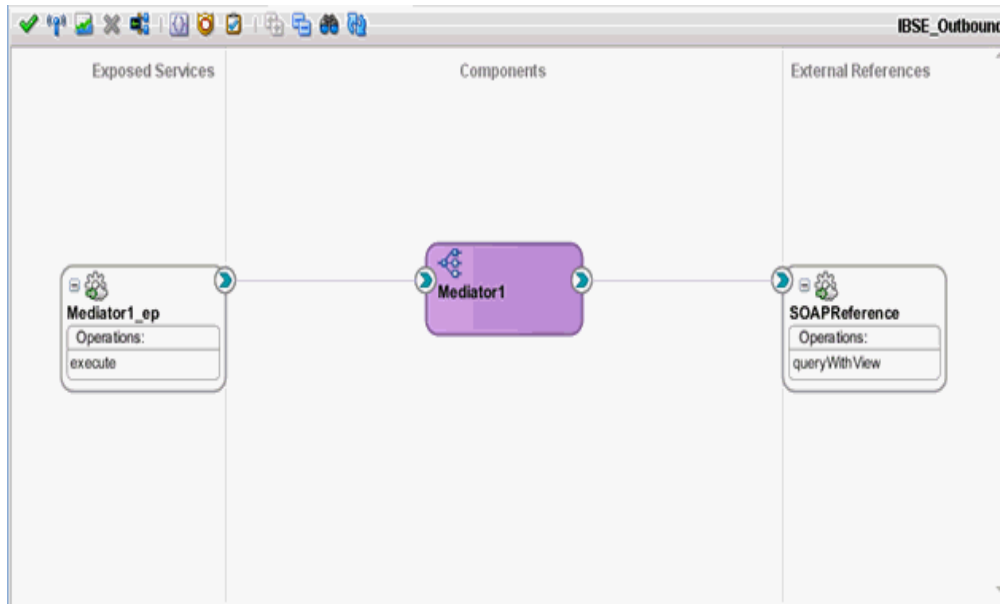 IBSE_Outbound
Exposed Services
Components
External References
Mediator1_ep
Operations:
execute
Mediator1
SOAPReference
Operations:
queryWithView